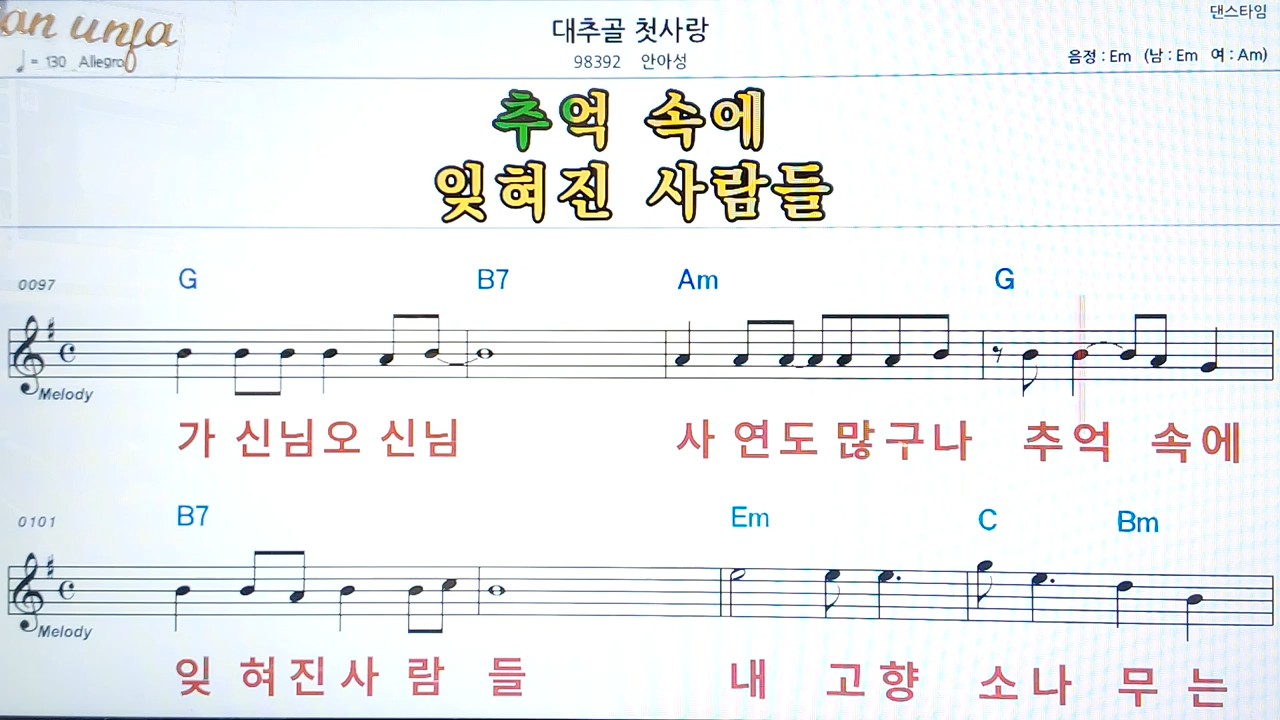 an unfa
댄스타임
대추골 첫사랑
♩ = 130 Allegro
98392 안아성
음정 : Em (남 : Em 여 : Am)
추억 속에
잊혀진 사람들
0097 G B7 Am G
Melody
가 신님오 신님 사 연도 많구나 추억 속에
0101 B7 Em C Bm
Melody
잊 혀진사 람 들 내 고향 소나 무 는